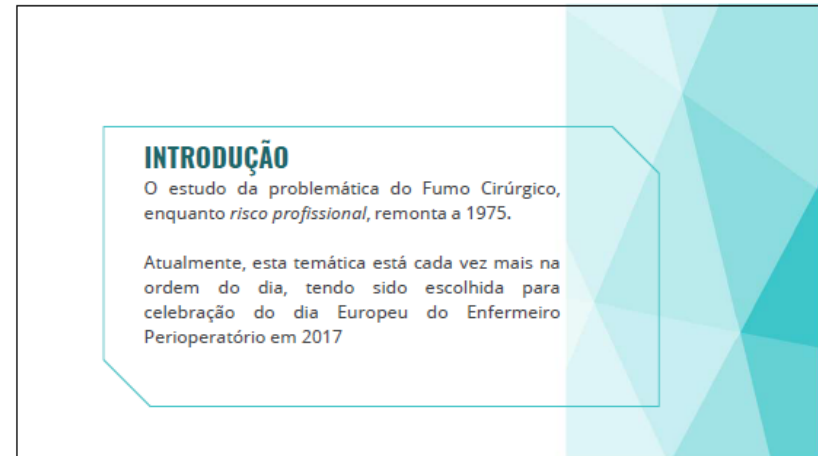 INTRODUÇÃO
O estudo da problemática do Fumo Cirúrgico,
enquanto risco profissional, remonta a 1975.
Atualmente, esta temática está cada vez mais na
ordem do dia, tendo sido escolhida para
celebração do dia Europeu do Enfermeiro
Perioperatório em 2017